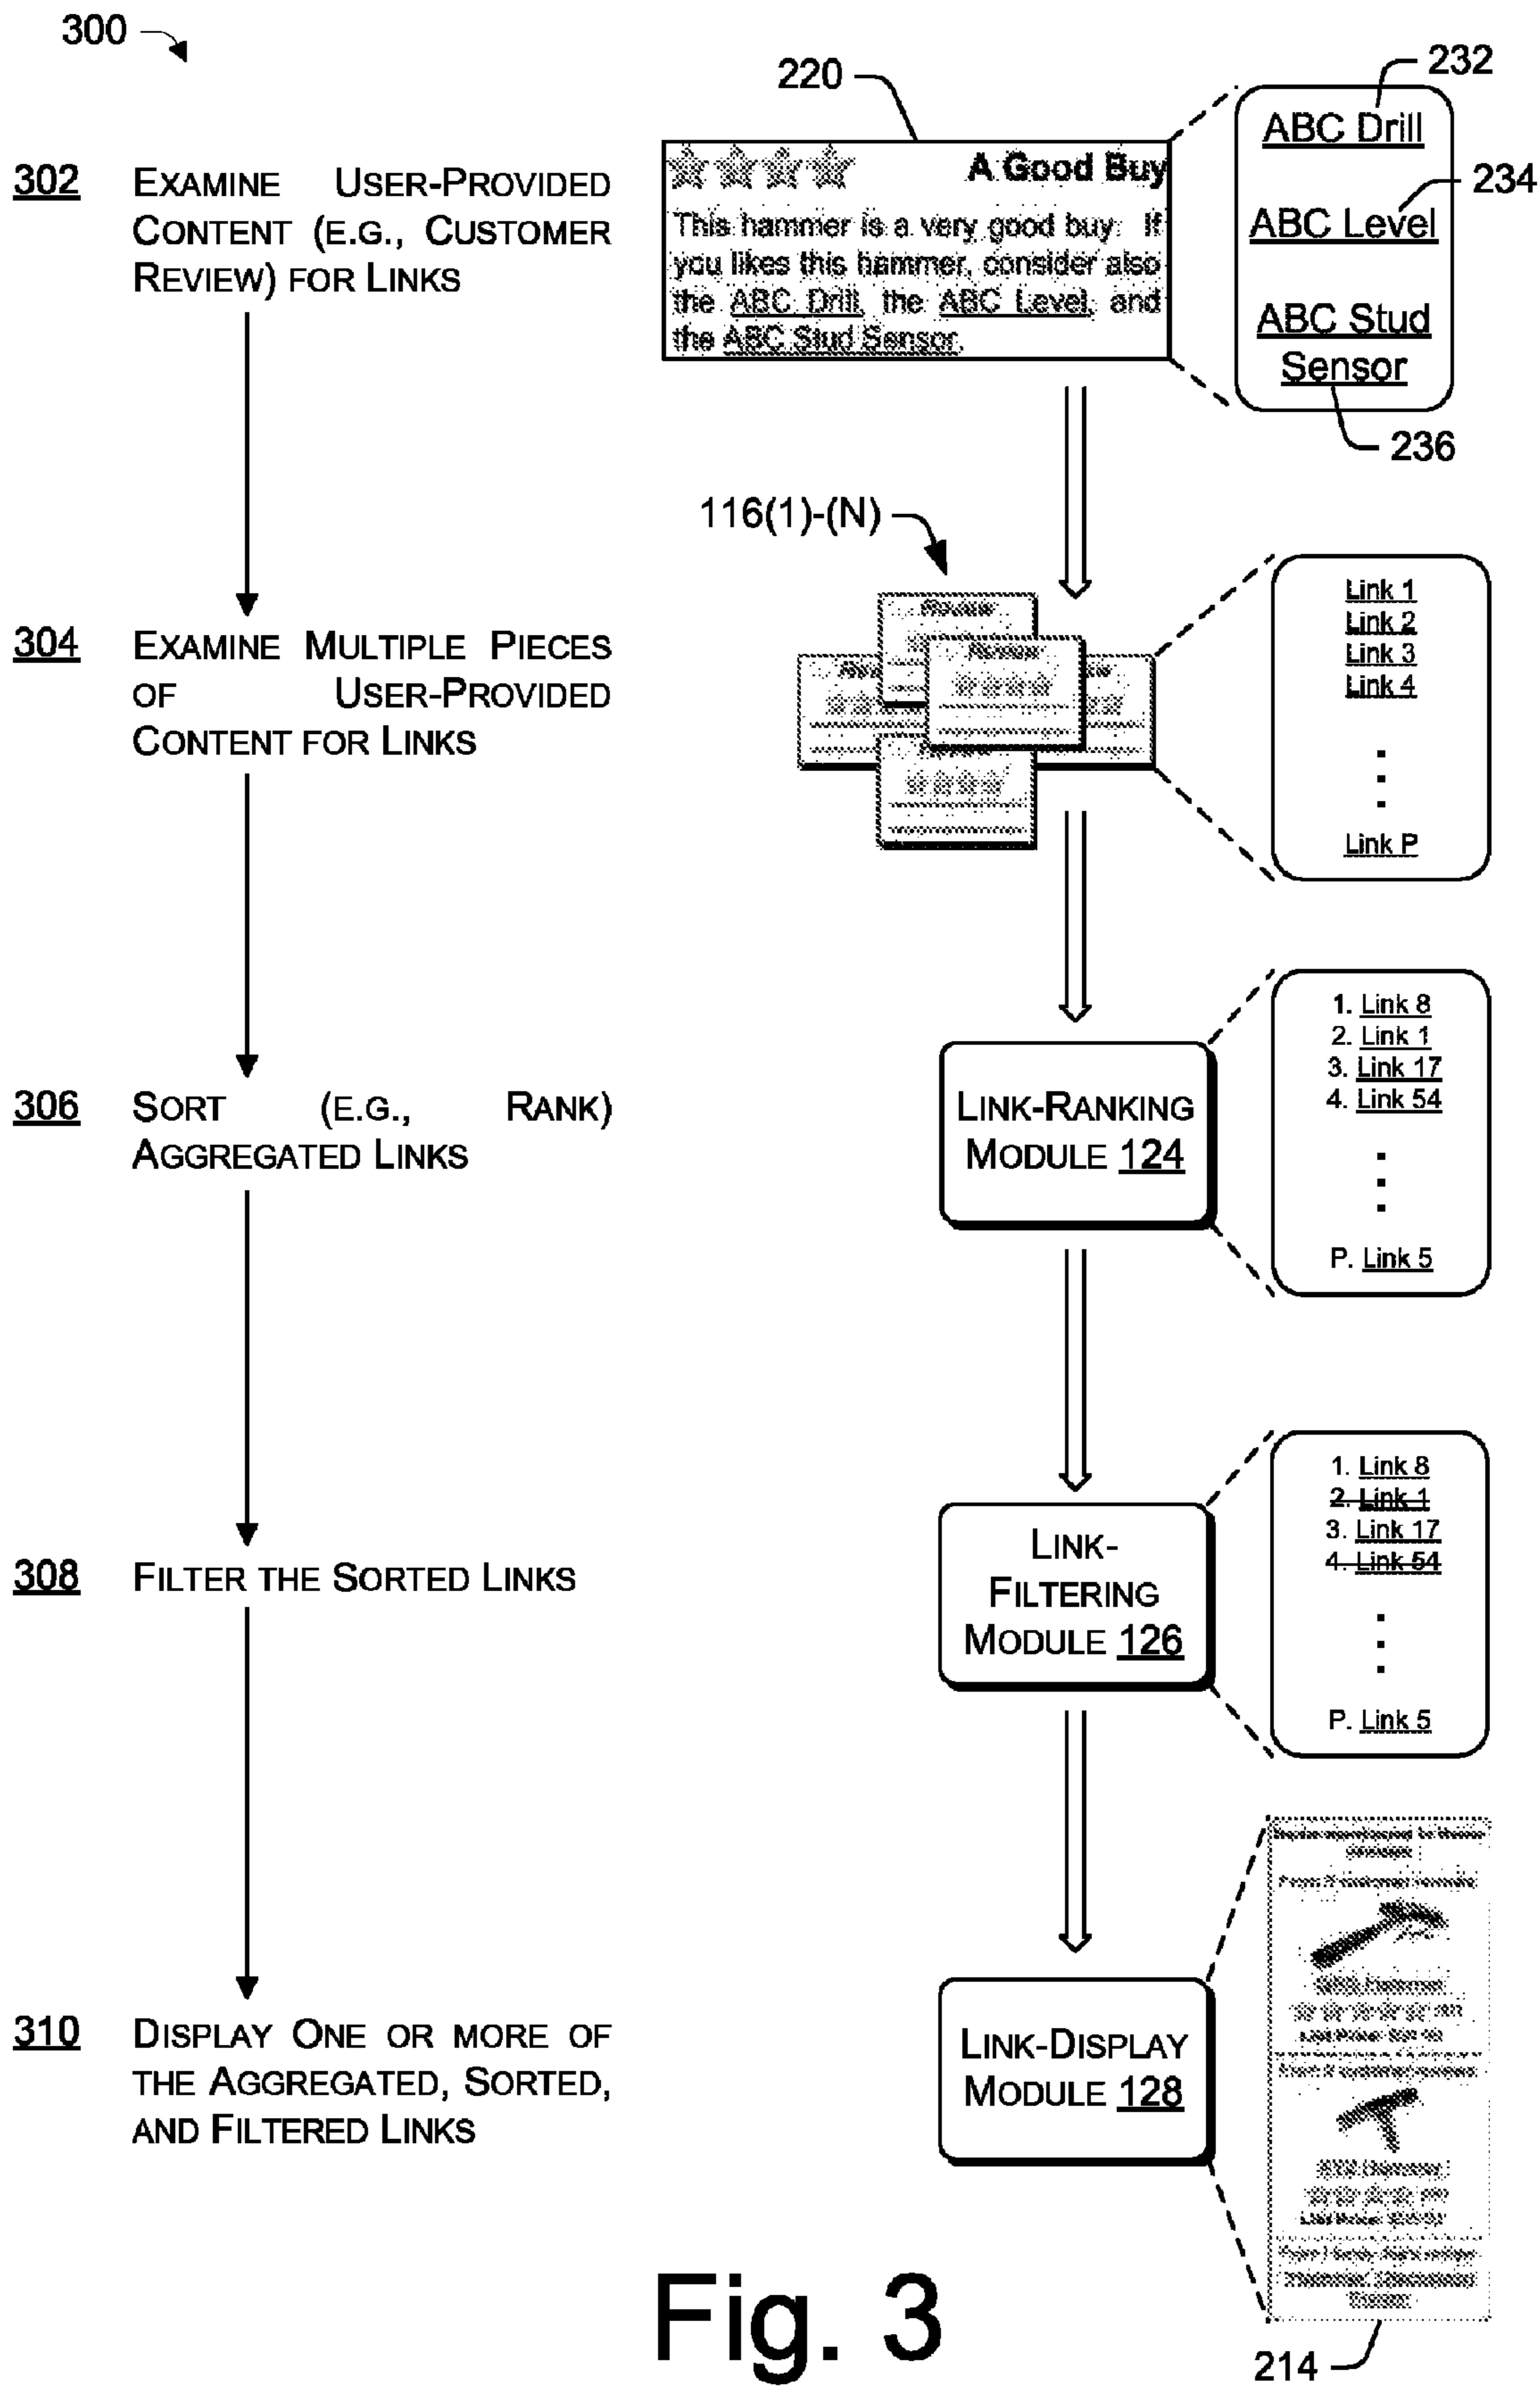 300
302 EXAMINE USER-PROVIDED
CONTENT (E.G., CUSTOMER
REVIEW) FOR LINKS
220
A Good Buy
This hammer is a very good buy. If
you likes this hammer, consider also
the ABC Drill, the ABC Level, and
the ABC Stud Sensor.
232
ABC Drill
234
ABC Level
ABC Stud
Sensor
236
116(1)-(N)
304 EXAMINE MULTIPLE PIECES
OF USER-PROVIDED
CONTENT FOR LINKS
Review
Review
Link 1
Link 2
Link 3
Link 4
Link P
306 SORT (E.G., RANK)
AGGREGATED LINKS
LINK-RANKING
MODULE 124
1. Link 8
2. Link 1
3. Link 17
4. Link 54
P. Link 5
308 FILTER THE SORTED LINKS
LINK-
FILTERING
MODULE 126
1. Link 8
2. Link 1
3. Link 17
4. Link 54
P. Link 5
310 DISPLAY ONE OR MORE OF
THE AGGREGATED, SORTED,
AND FILTERED LINKS
LINK-DISPLAY
MODULE 128
214
Fig. 3